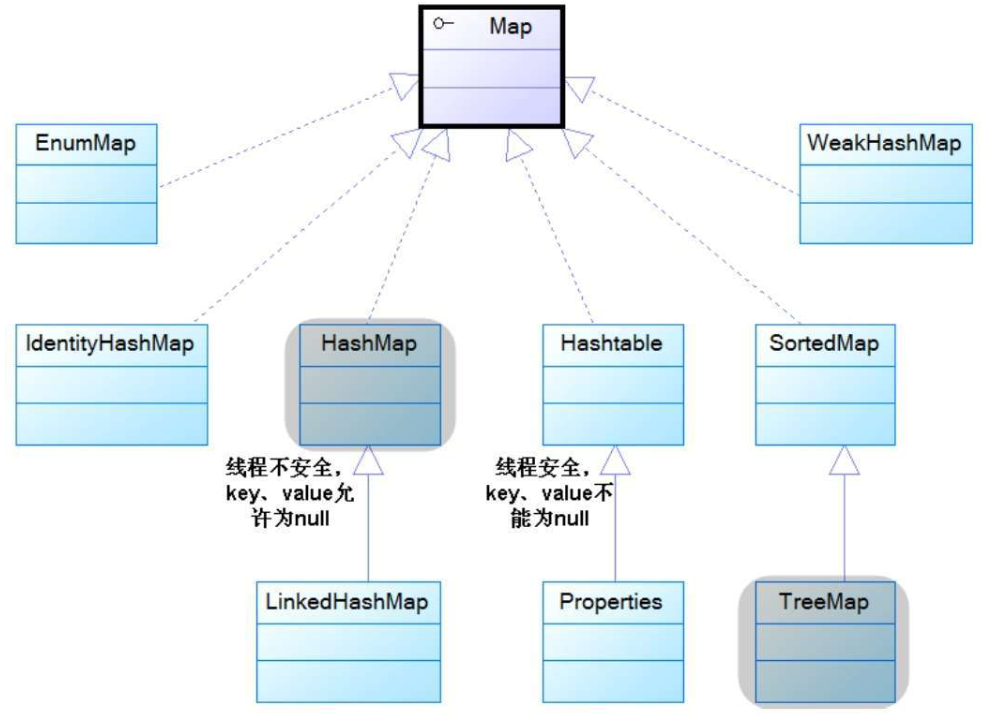 Map
EnumMap
WeakHashMap
IdentityHashMap
HashMap
Hashtable
SortedMap
线程不安全，
key、value允
许为null
线程安全，
key、value不
能为null
LinkedHashMap
Properties
TreeMap